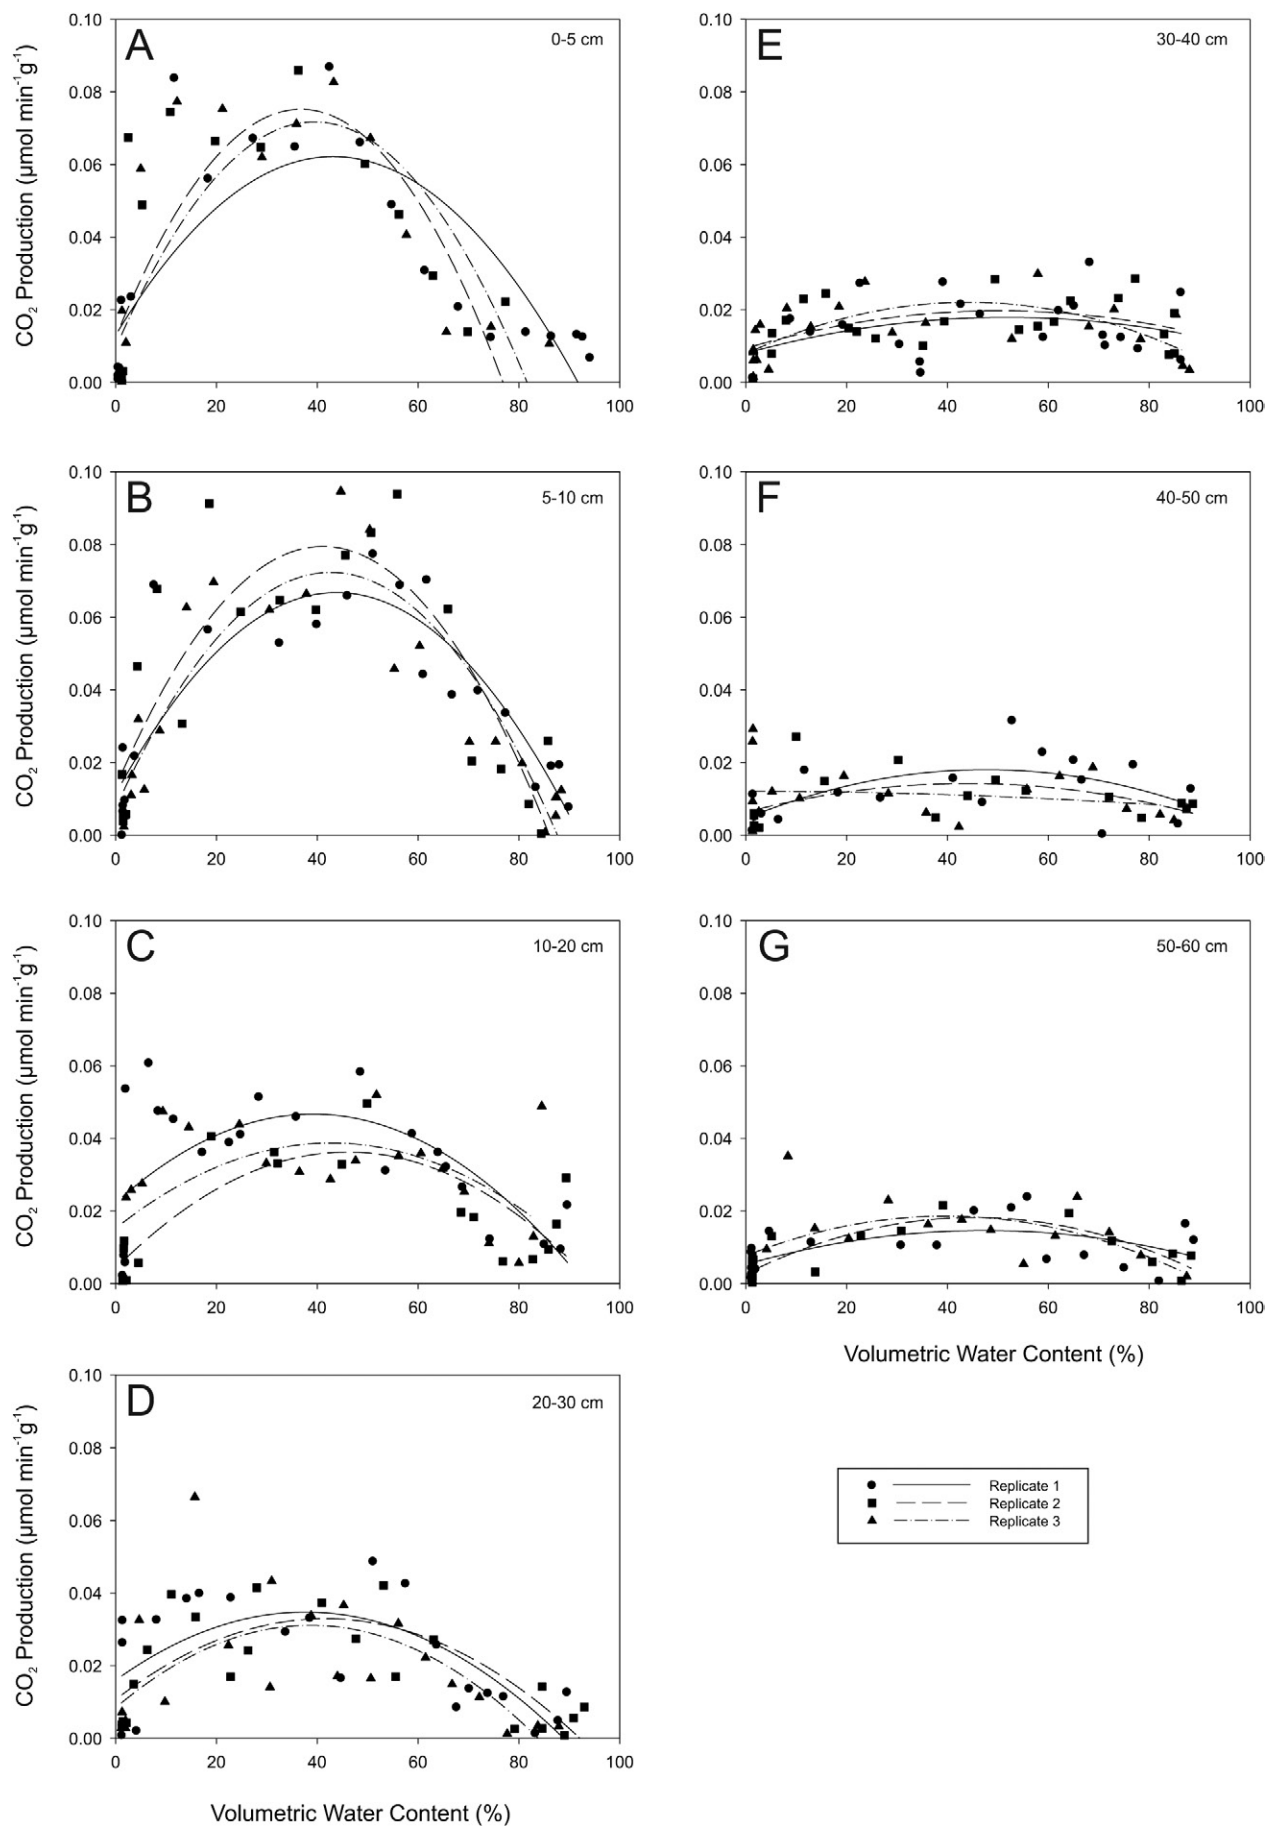 A
0-5 cm
CO₂ Production (µmol min⁻¹g⁻¹)
0.10
0.08
0.06
0.04
0.02
0.00
0 20 40 60 80 100
E
30-40 cm
0.10
0.08
0.06
0.04
0.02
0.00
0 20 40 60 80 100
B
5-10 cm
CO₂ Production (µmol min⁻¹g⁻¹)
0.10
0.08
0.06
0.04
0.02
0.00
0 20 40 60 80 100
F
40-50 cm
0.10
0.08
0.06
0.04
0.02
0.00
0 20 40 60 80 100
C
10-20 cm
CO₂ Production (µmol min⁻¹g⁻¹)
0.10
0.08
0.06
0.04
0.02
0.00
0 20 40 60 80 100
G
50-60 cm
0.10
0.08
0.06
0.04
0.02
0.00
0 20 40 60 80 100
Volumetric Water Content (%)
D
20-30 cm
CO₂ Production (µmol min⁻¹g⁻¹)
0.10
0.08
0.06
0.04
0.02
0.00
0 20 40 60 80 100
Volumetric Water Content (%)
Replicate 1
Replicate 2
Replicate 3